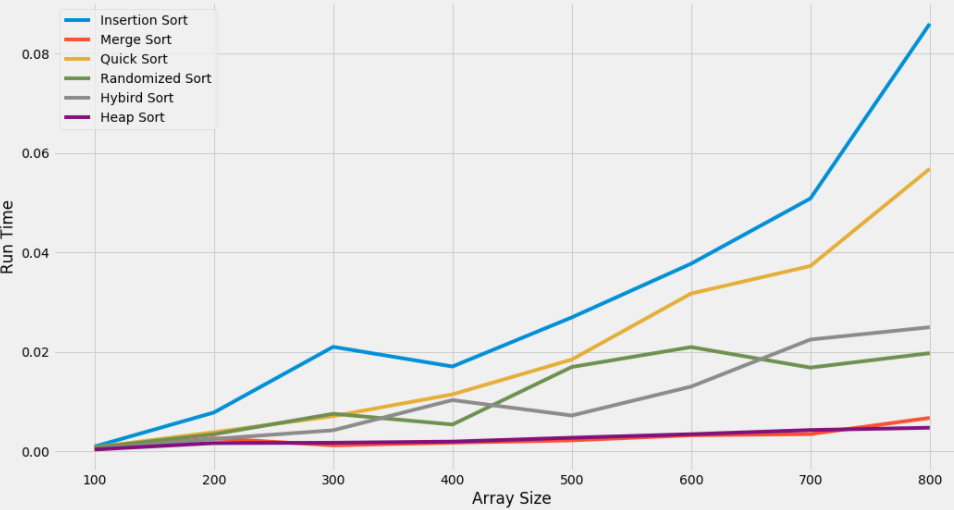 Insertion Sort
Merge Sort
Quick Sort
Randomized Sort
Hybird Sort
Heap Sort
0.08
0.06
0.04
0.02
0.00
Run Time
100 200 300 400 500 600 700 800
Array Size